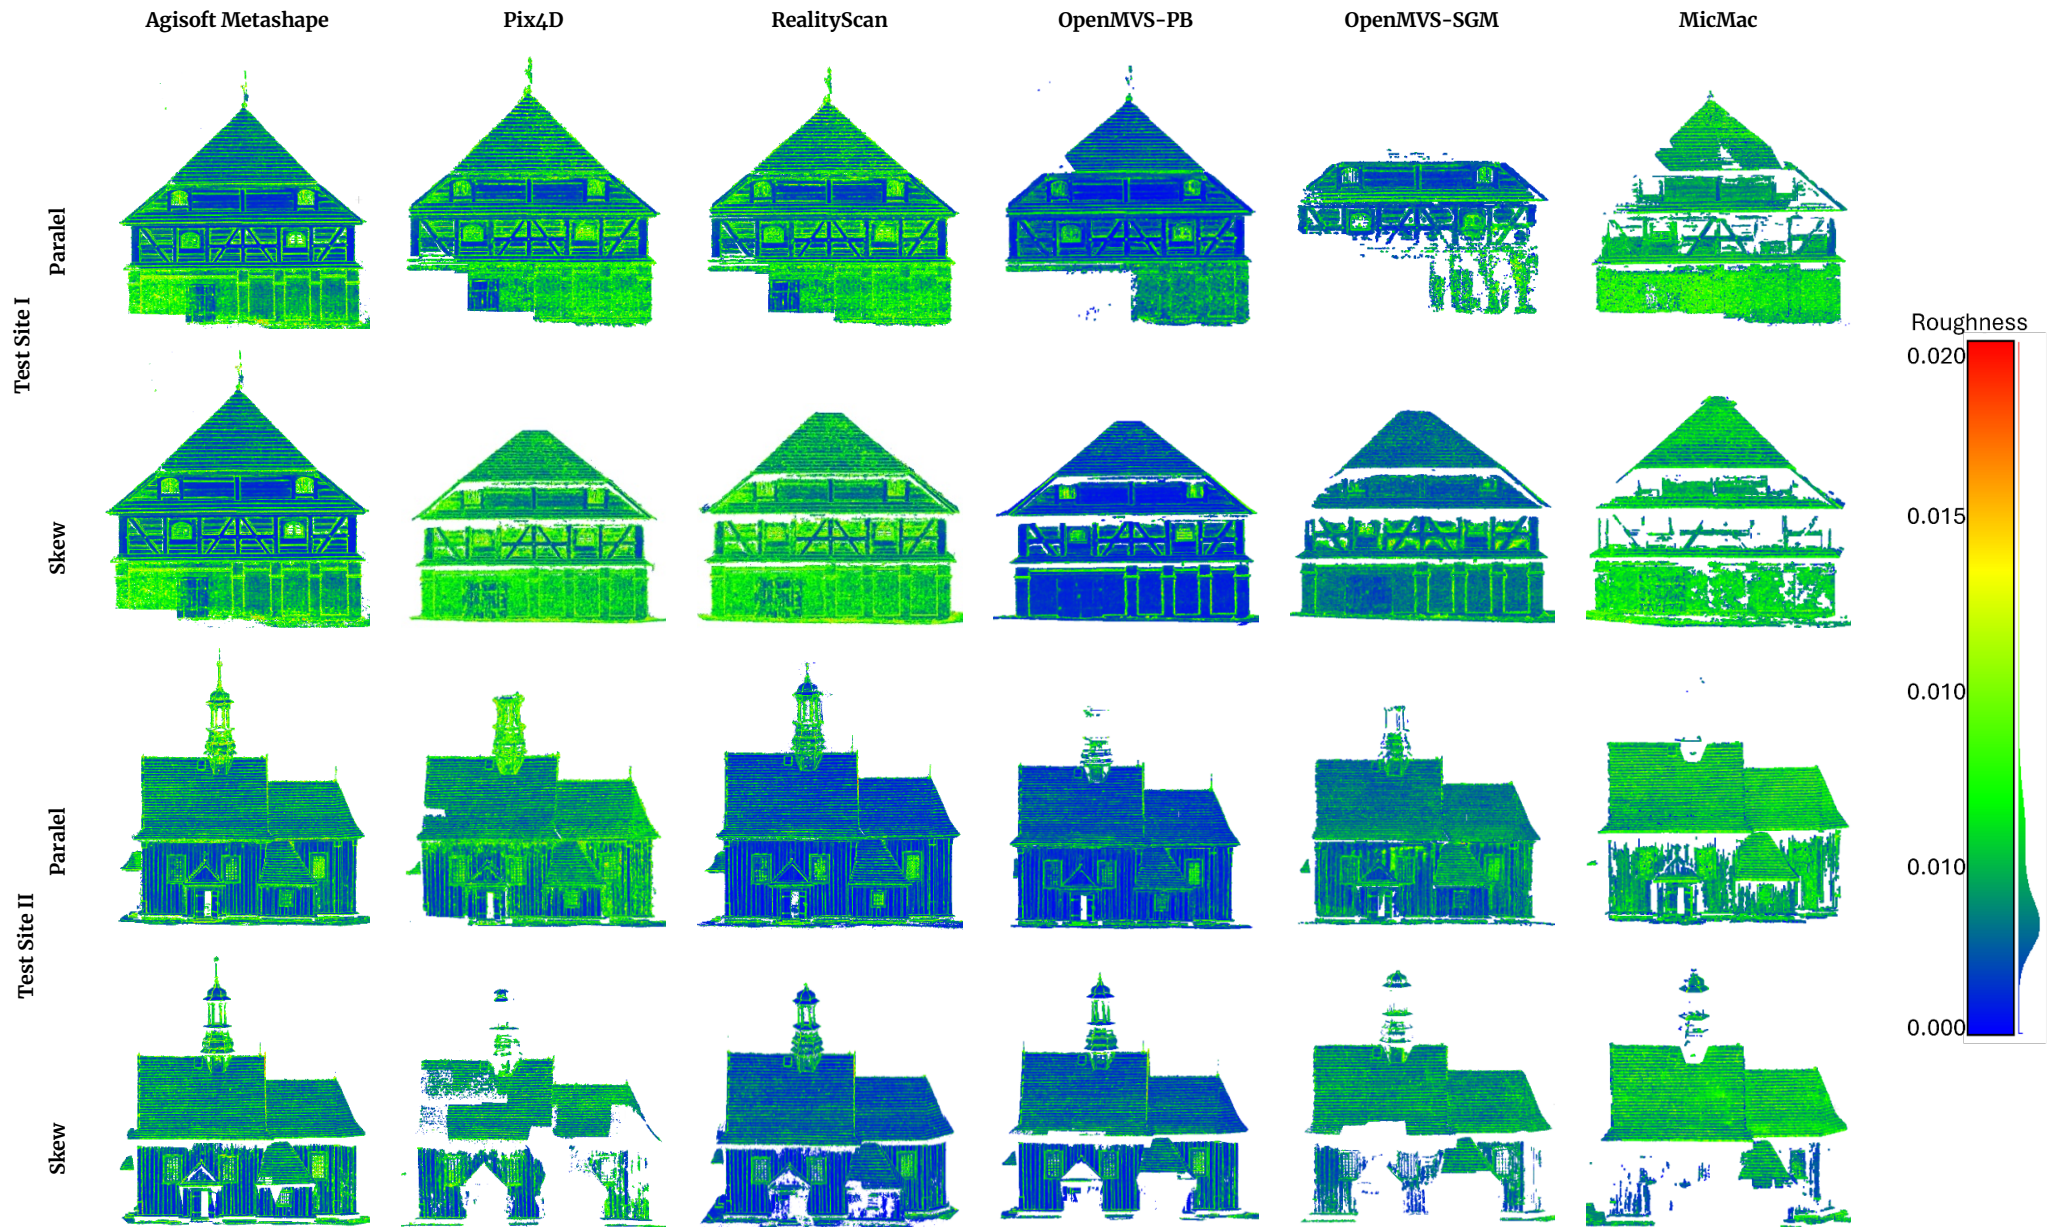 Agisoft Metashape Pix4D RealityScan OpenMVS-PB OpenMVS-SGM MicMac
Test Site I
Paralel
Skew
Test Site II
Paralel
Skew
Roughness
0.020
0.015
0.010
0.010
0.000